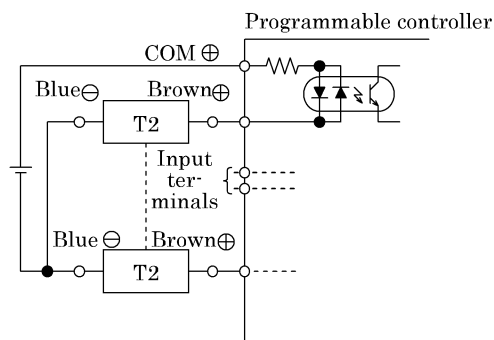 Programmable controller
COM ⊕
Blue ⊖ Brown ⊕
T2
Input
ter-
minals
Blue ⊖ Brown ⊕
T2